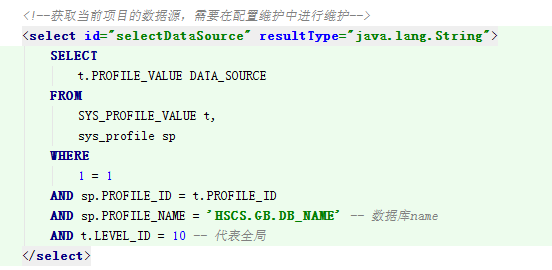 <!--获取当前项目的数据源，需要在配置维护中进行维护-->
<select id="selectDataSource" resultType="java.lang.String">
SELECT
t.PROFILE_VALUE DATA_SOURCE
FROM
SYS_PROFILE_VALUE t,
sys_profile sp
WHERE
1 = 1
AND sp.PROFILE_ID = t.PROFILE_ID
AND sp.PROFILE_NAME = 'HSCS.GB.DB_NAME' -- 数据库name
AND t.LEVEL_ID = 10 -- 代表全局
</select>